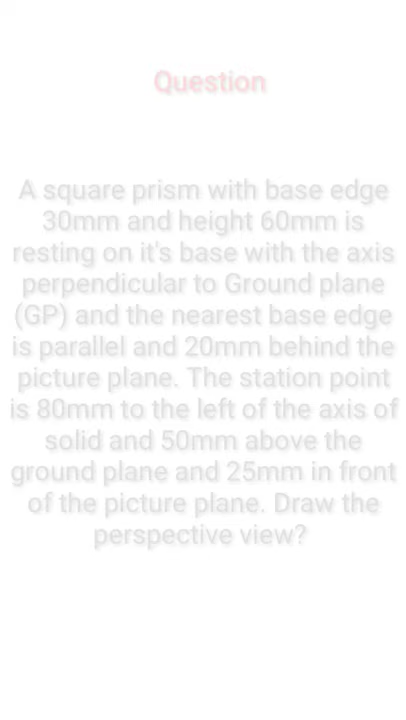 Question
A square prism with base edge
30mm and height 60mm is
resting on it's base with the axis
perpendicular to Ground plane
(GP) and the nearest base edge
is parallel and 20mm behind the
picture plane. The station point
is 80mm to the left of the axis of
solid and 50mm above the
ground plane and 25mm in front
of the picture plane. Draw the
perspective view?